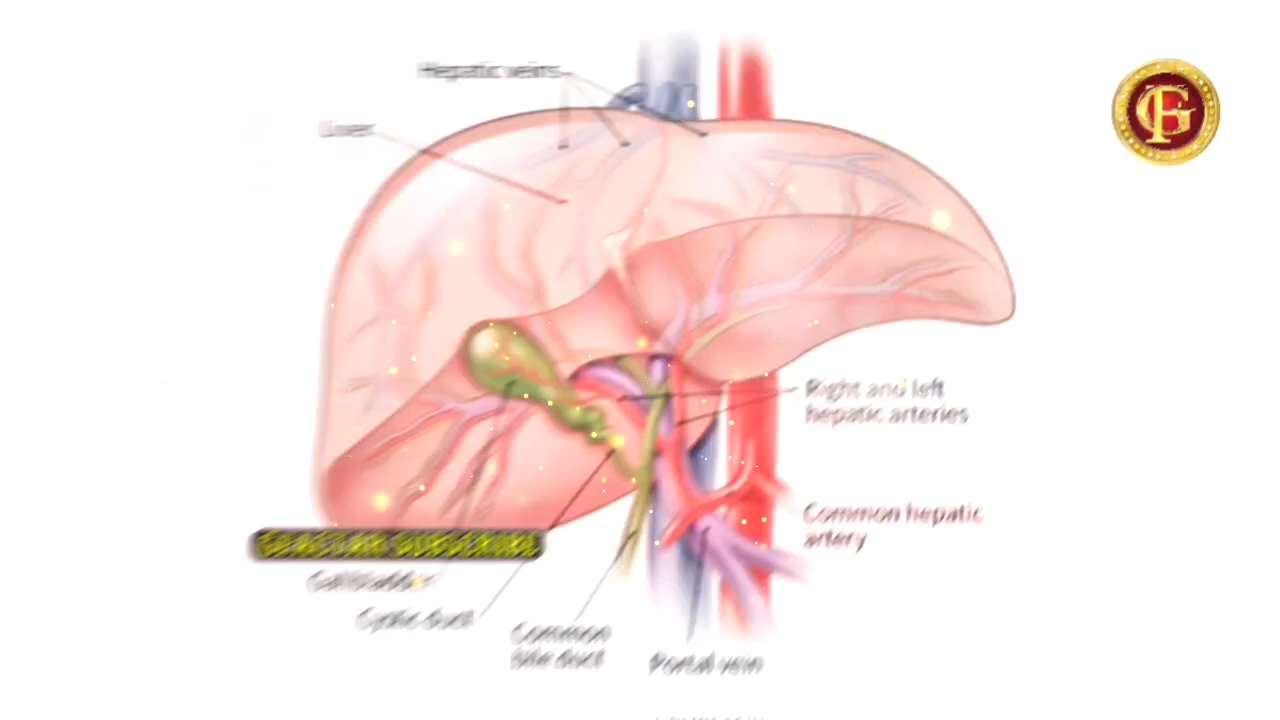 Hepatic veins
Liver
Right and left
hepatic arteries
Common hepatic
artery
Gallbladder
Cystic duct
Common
bile duct
Portal vein